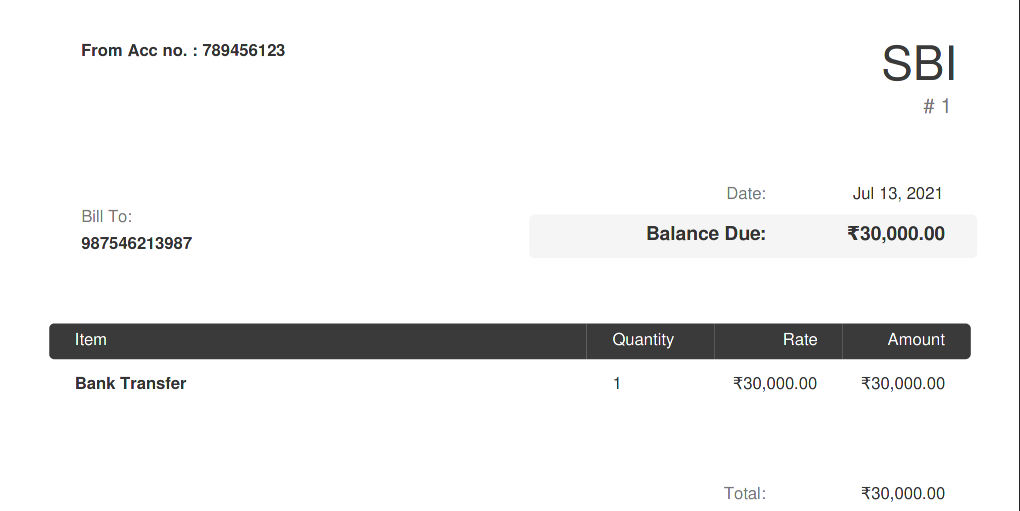 From Acc no. : 789456123
SBI
# 1
Date: Jul 13, 2021
Bill To:
Balance Due: ₹30,000.00
987546213987
Item Quantity Rate Amount
Bank Transfer 1 ₹30,000.00 ₹30,000.00
Total: ₹30,000.00